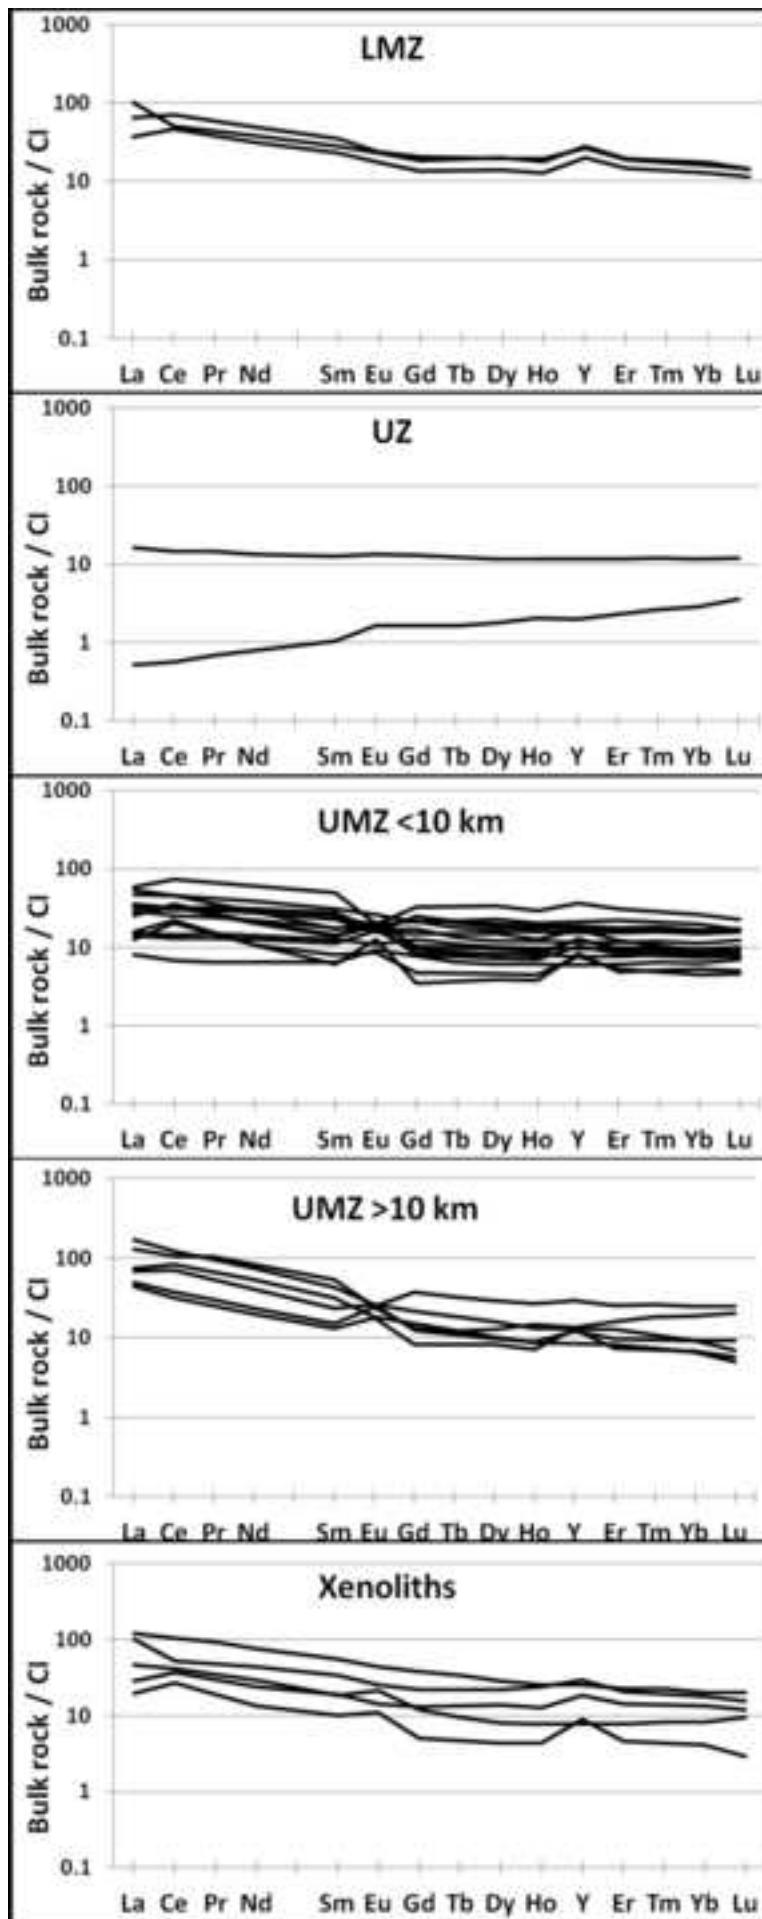 LMZ
1000
100
10
1
0.1
Bulk rock / CI
La Ce Pr Nd Sm Eu Gd Tb Dy Ho Y Er Tm Yb Lu
UZ
1000
100
10
1
0.1
Bulk rock / CI
La Ce Pr Nd Sm Eu Gd Tb Dy Ho Y Er Tm Yb Lu
UMZ <10 km
1000
100
10
1
0.1
Bulk rock / CI
La Ce Pr Nd Sm Eu Gd Tb Dy Ho Y Er Tm Yb Lu
UMZ >10 km
1000
100
10
1
0.1
Bulk rock / CI
La Ce Pr Nd Sm Eu Gd Tb Dy Ho Y Er Tm Yb Lu
Xenoliths
1000
100
10
1
0.1
Bulk rock / CI
La Ce Pr Nd Sm Eu Gd Tb Dy Ho Y Er Tm Yb Lu